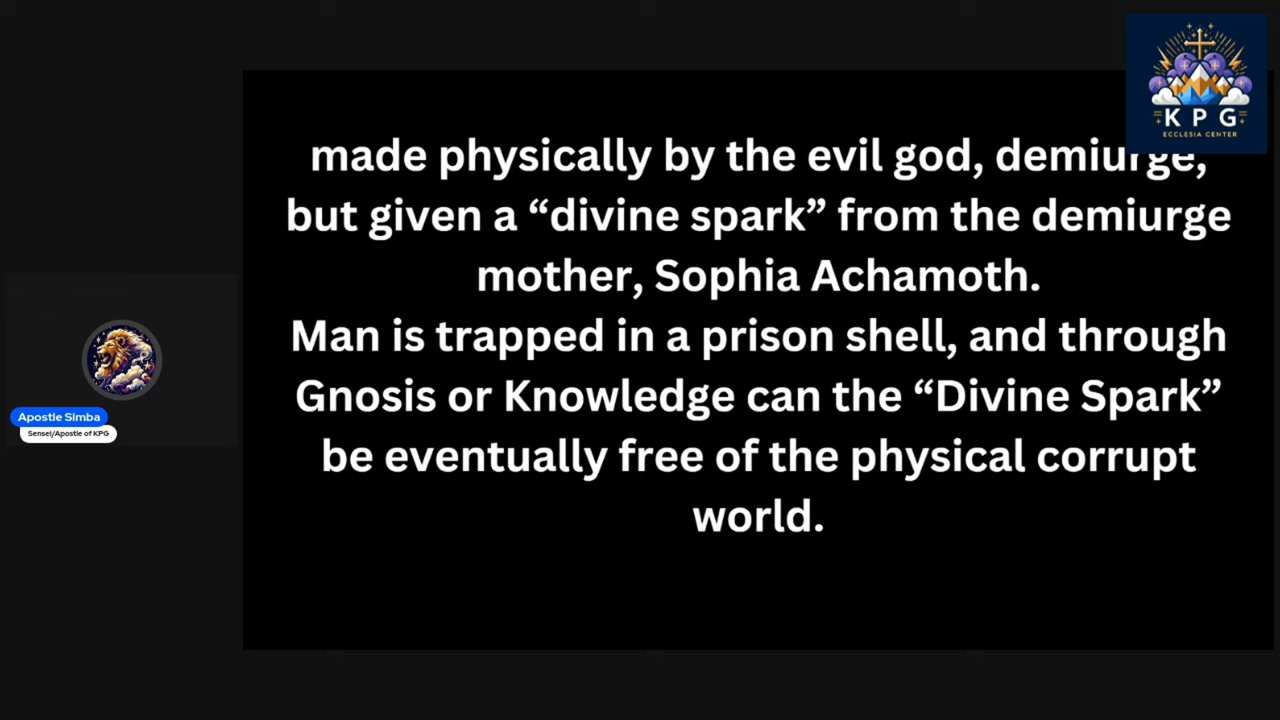 made physically by the evil god, demiurge,
but given a “divine spark” from the demiurge
mother, Sophia Achamoth.
Man is trapped in a prison shell, and through
Gnosis or Knowledge can the “Divine Spark”
be eventually free of the physical corrupt
world.
KPG
ECCLESIA CENTER
Apostle Simba
Sensei/Apostle of KPG